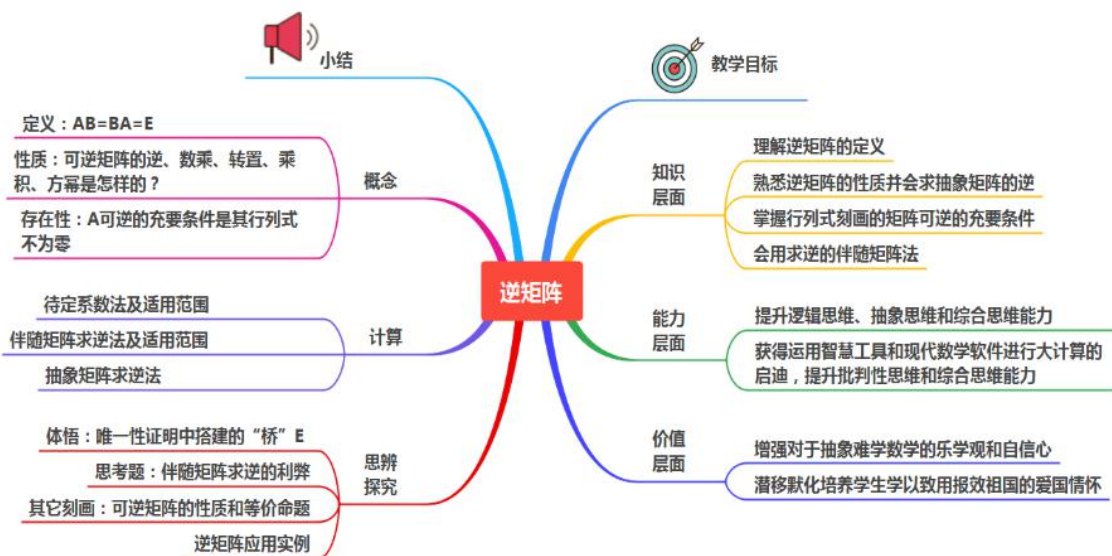 小结
定义：AB=BA=E
性质：可逆矩阵的逆、数乘、转置、乘
积、方幂是怎样的？
存在性：A可逆的充要条件是其行列式
不为零
概念
待定系数法及适用范围
伴随矩阵求逆法及适用范围
抽象矩阵求逆法
计算
体悟：唯一性证明中搭建的“桥”E
思考题：伴随矩阵求逆的利弊
其它刻画：可逆矩阵的性质和等价命题
逆矩阵应用实例
思辨
探究
逆矩阵
教学目标
知识
层面
理解逆矩阵的定义
熟悉逆矩阵的性质并会求抽象矩阵的逆
掌握行列式刻画的矩阵可逆的充要条件
会用求逆的伴随矩阵法
能力
层面
提升逻辑思维、抽象思维和综合思维能力
获得运用智慧工具和现代数学软件进行大计算的
启迪，提升批判性思维和综合思维能力
价值
层面
增强对于抽象难学数学的乐学观和自信心
潜移默化培养学生学以致用报效祖国的爱国情怀